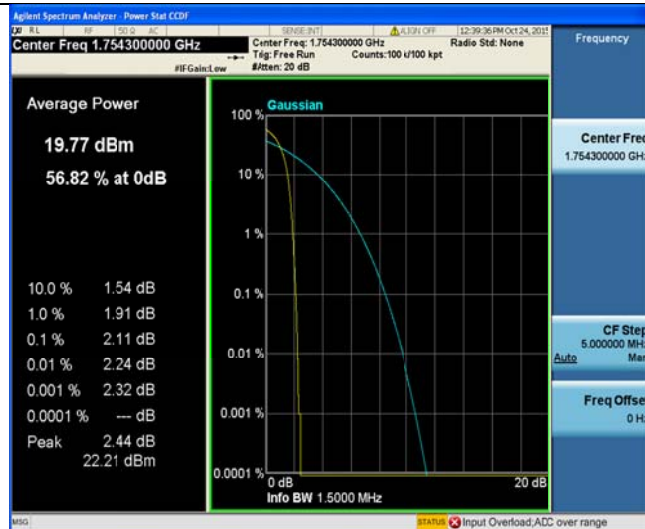 Agilent Spectrum Analyzer - Power Stat CCDF
RL RF 50 Ω AC SENSE:INT ALIGN OFF 12:39:36 PM Oct 24, 201
Center Freq 1.754300000 GHz
Center Freq: 1.754300000 GHz
Radio Std: None
Trig: Free Run Counts:100 k/100 kpt
#IFGain:Low #Atten: 20 dB
Frequency
Average Power
19.77 dBm
56.82 % at 0dB
10.0 % 1.54 dB
1.0 % 1.91 dB
0.1 % 2.11 dB
0.01 % 2.24 dB
0.001 % 2.32 dB
0.0001 % --- dB
Peak 2.44 dB
22.21 dBm
Gaussian
100 %
10 %
1 %
0.1 %
0.01 %
0.001 %
0.0001 %
0 dB 20 dB
Info BW 1.5000 MHz
Center Freq
1.754300000 GHz
CF Step
5.000000 MHz
Auto Man
Freq Offse
0 Hz
MSG STATUS Input Overload;ADC over range